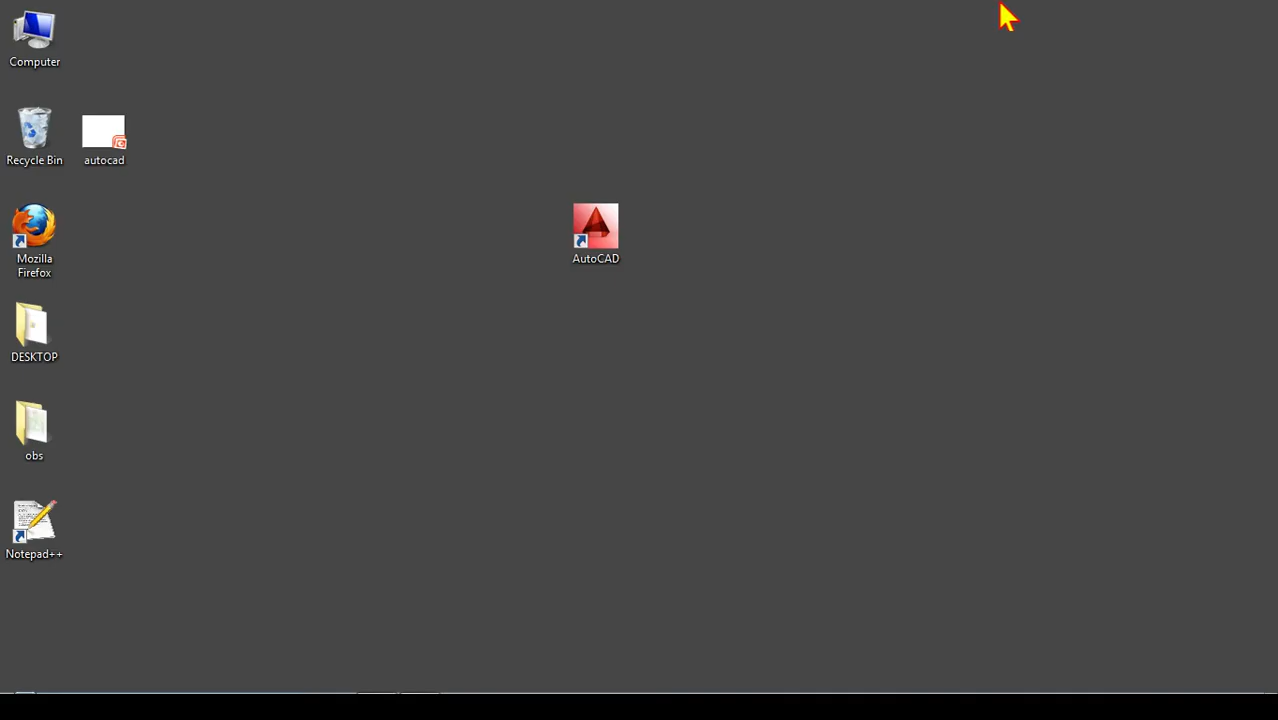 Computer
Recycle Bin
autocad
Mozilla
Firefox
AutoCAD
DESKTOP
obs
Notepad++